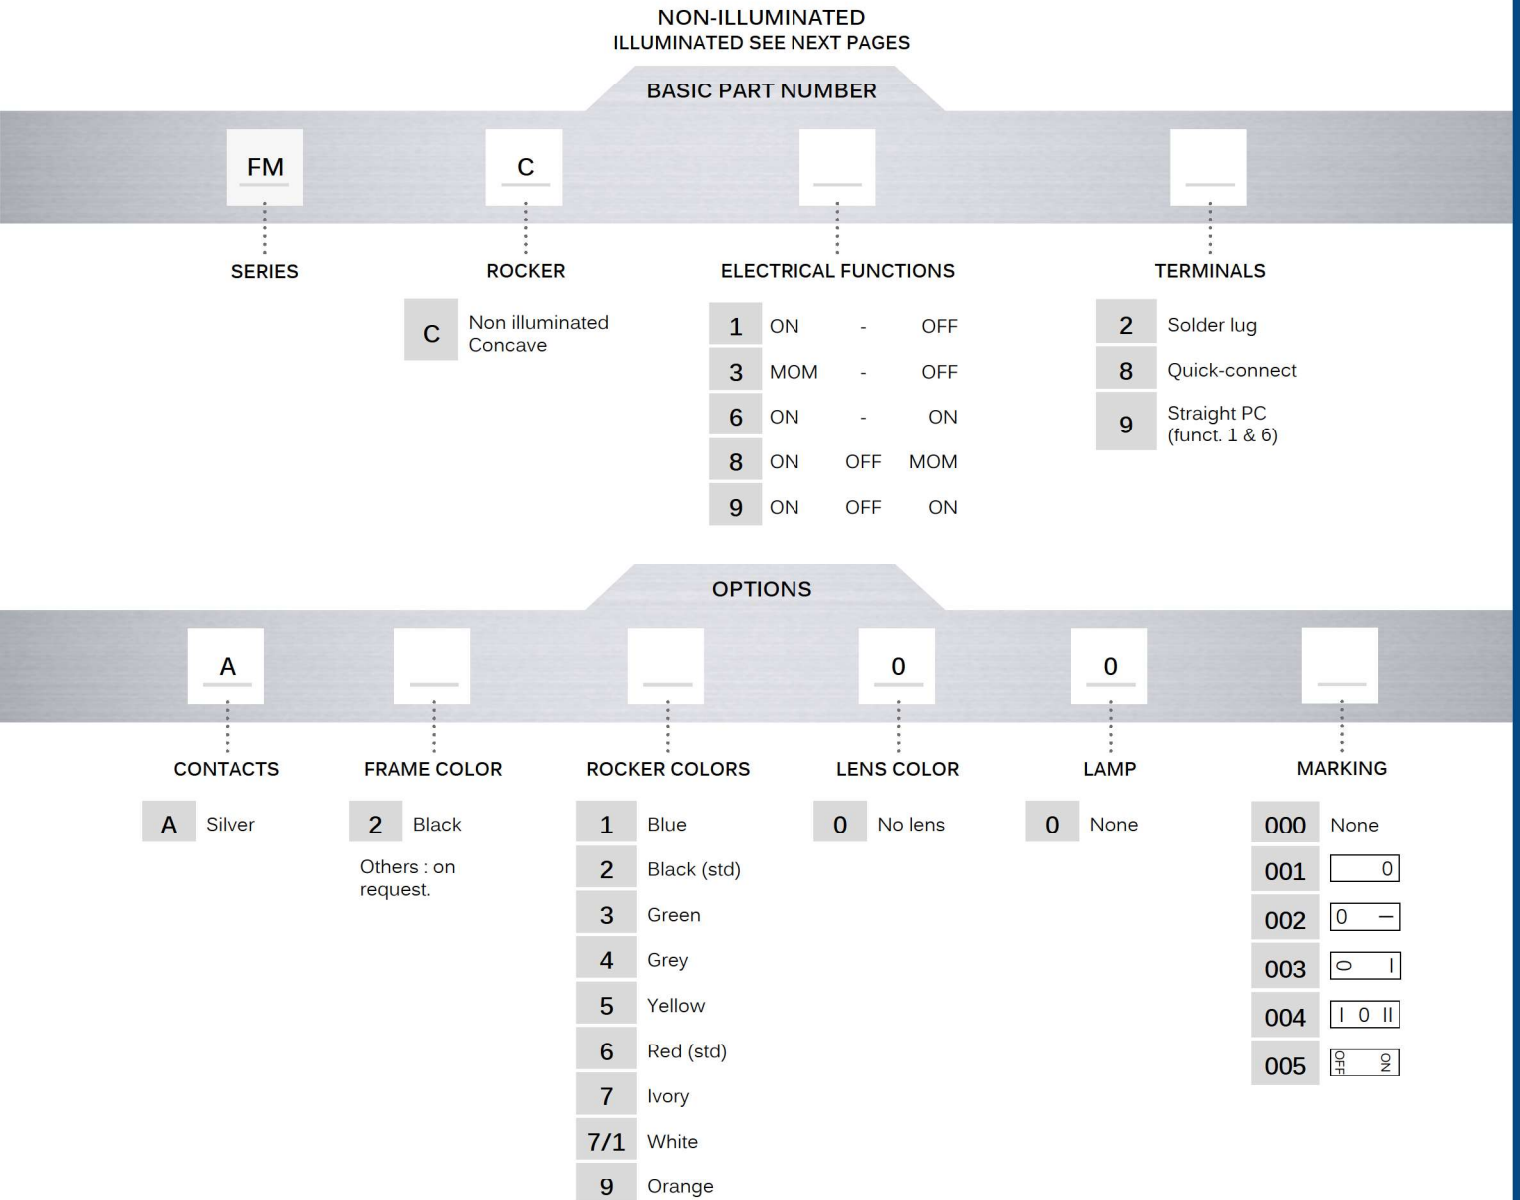 NON-ILLUMINATED
ILLUMINATED SEE NEXT PAGES
BASIC PART NUMBER
FM C
SERIES ROCKER ELECTRICAL FUNCTIONS TERMINALS
C Non illuminated
Concave
1 ON - OFF
3 MOM - OFF
6 ON - ON
8 ON OFF MOM
9 ON OFF ON
2 Solder lug
8 Quick-connect
9 Straight PC
(funct. 1 & 6)
OPTIONS
A 0 0
CONTACTS FRAME COLOR ROCKER COLORS LENS COLOR LAMP MARKING
A Silver
2 Black
Others : on
request.
1 Blue
2 Black (std)
3 Green
4 Grey
5 Yellow
6 Red (std)
7 Ivory
7/1 White
9 Orange
0 No lens
0 None
000 None
001 0
002 0 —
003 0 |
004 | 0 ||
005 OFF ON